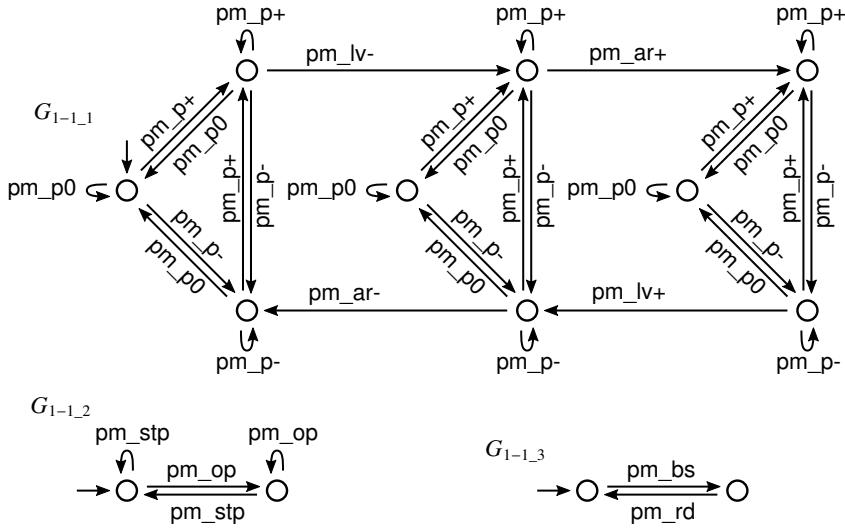 pm_p+ pm_p+ pm_p+
pm_lv- pm_ar+
G1−1_1
pm_p+ pm_p0 pm_p+ pm_p- pm_p+ pm_p0 pm_p+ pm_p- pm_p+ pm_p0 pm_p+ pm_p-
pm_p0 pm_p0 pm_p0
pm_p- pm_p0 pm_p- pm_p0 pm_p- pm_p0
pm_ar- pm_lv+
pm_p- pm_p- pm_p-
G1−1_2
pm_stp pm_op
G1−1_3
pm_op pm_bs
pm_stp pm_rd